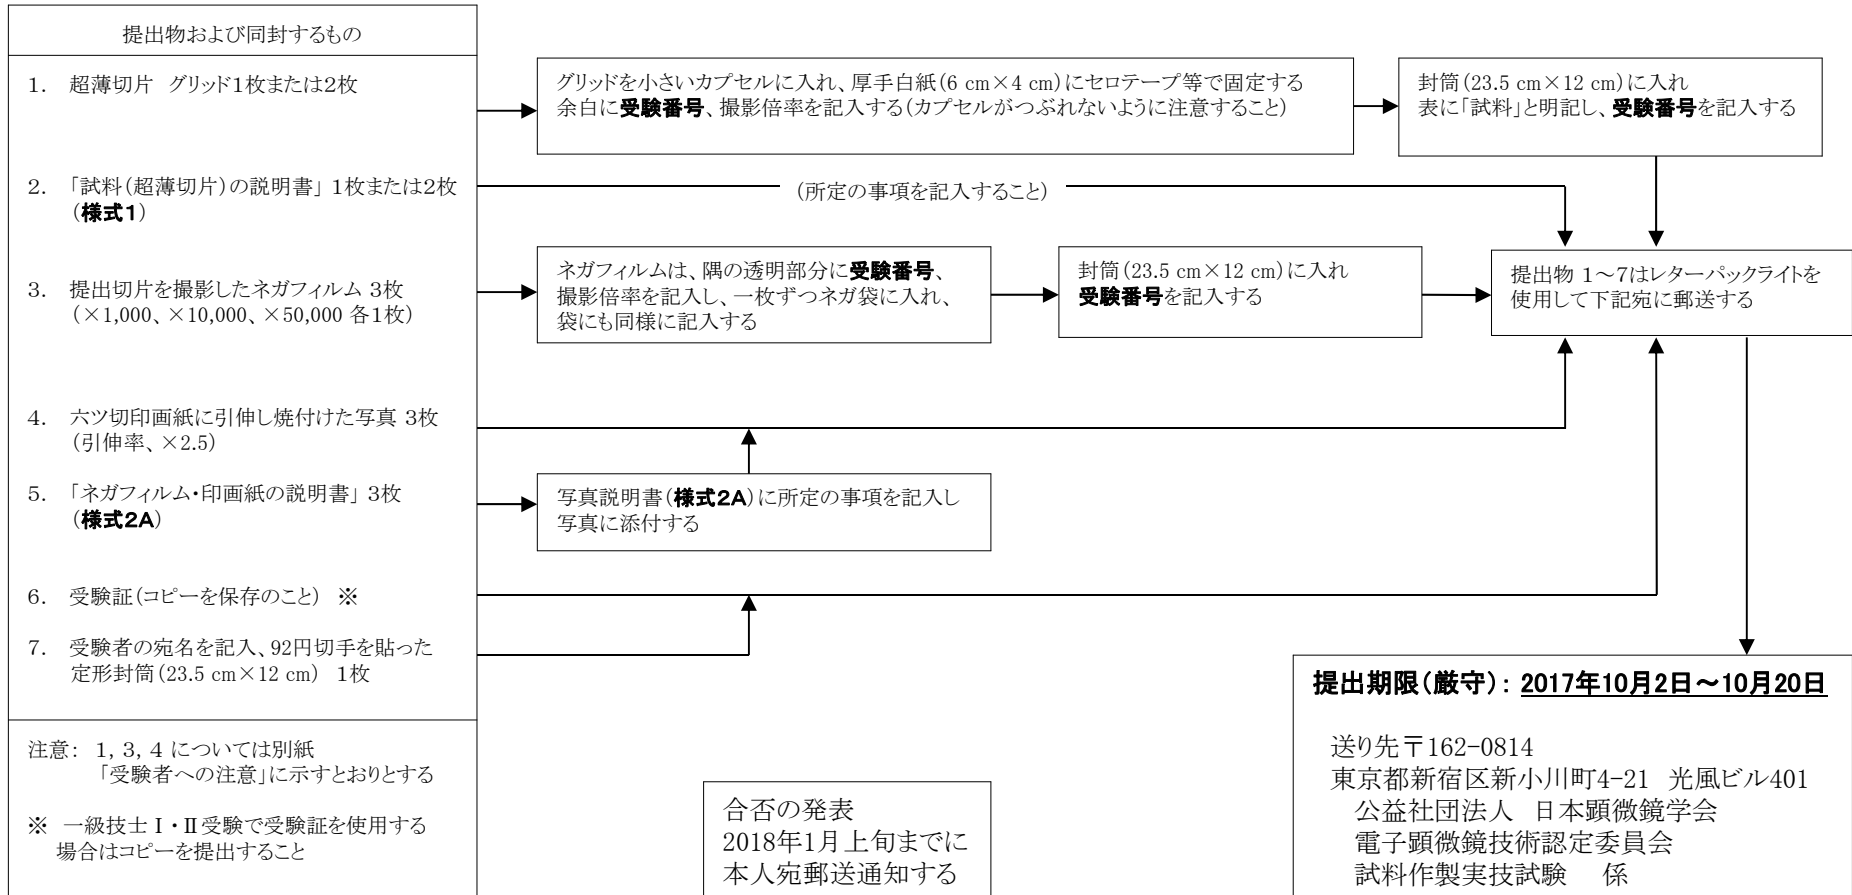 提出物および同封するもの
1. 超薄切片 グリッド1枚または2枚
グリッドを小さいカプセルに入れ、厚手白紙(6 cm×4 cm)にセロテープ等で固定する
余白に受験番号、撮影倍率を記入する(カプセルがつぶれないように注意すること)
封筒(23.5 cm×12 cm)に入れ
表に「試料」と明記し、受験番号を記入する
2. 「試料(超薄切片)の説明書」 1枚または2枚
(様式1)
(所定の事項を記入すること)
3. 提出切片を撮影したネガフィルム 3枚
(×1,000、×10,000、×50,000 各1枚)
ネガフィルムは、隅の透明部分に受験番号、
撮影倍率を記入し、一枚ずつネガ袋に入れ、
袋にも同様に記入する
封筒(23.5 cm×12 cm)に入れ
受験番号を記入する
提出物 1~7はレターパックライトを
使用して下記宛に郵送する
4. 六ツ切印画紙に引伸し焼付けた写真 3枚
(引伸率、×2.5)
5. 「ネガフィルム・印画紙の説明書」 3枚
(様式2A)
写真説明書(様式2A)に所定の事項を記入し
写真に添付する
6. 受験証(コピーを保存のこと) ※
7. 受験者の宛名を記入、92円切手を貼った
定形封筒(23.5 cm×12 cm) 1枚
注意: 1, 3, 4 については別紙
「受験者への注意」に示すとおりとする
※ 一級技士 I・II 受験で受験証を使用する
場合はコピーを提出すること
合否の発表
2018年1月上旬までに
本人宛郵送通知する
提出期限(厳守): 2017年10月2日~10月20日
送り先〒162-0814
東京都新宿区新小川町4-21 光風ビル401
公益社団法人 日本顕微鏡学会
電子顕微鏡技術認定委員会
試料作製実技試験 係